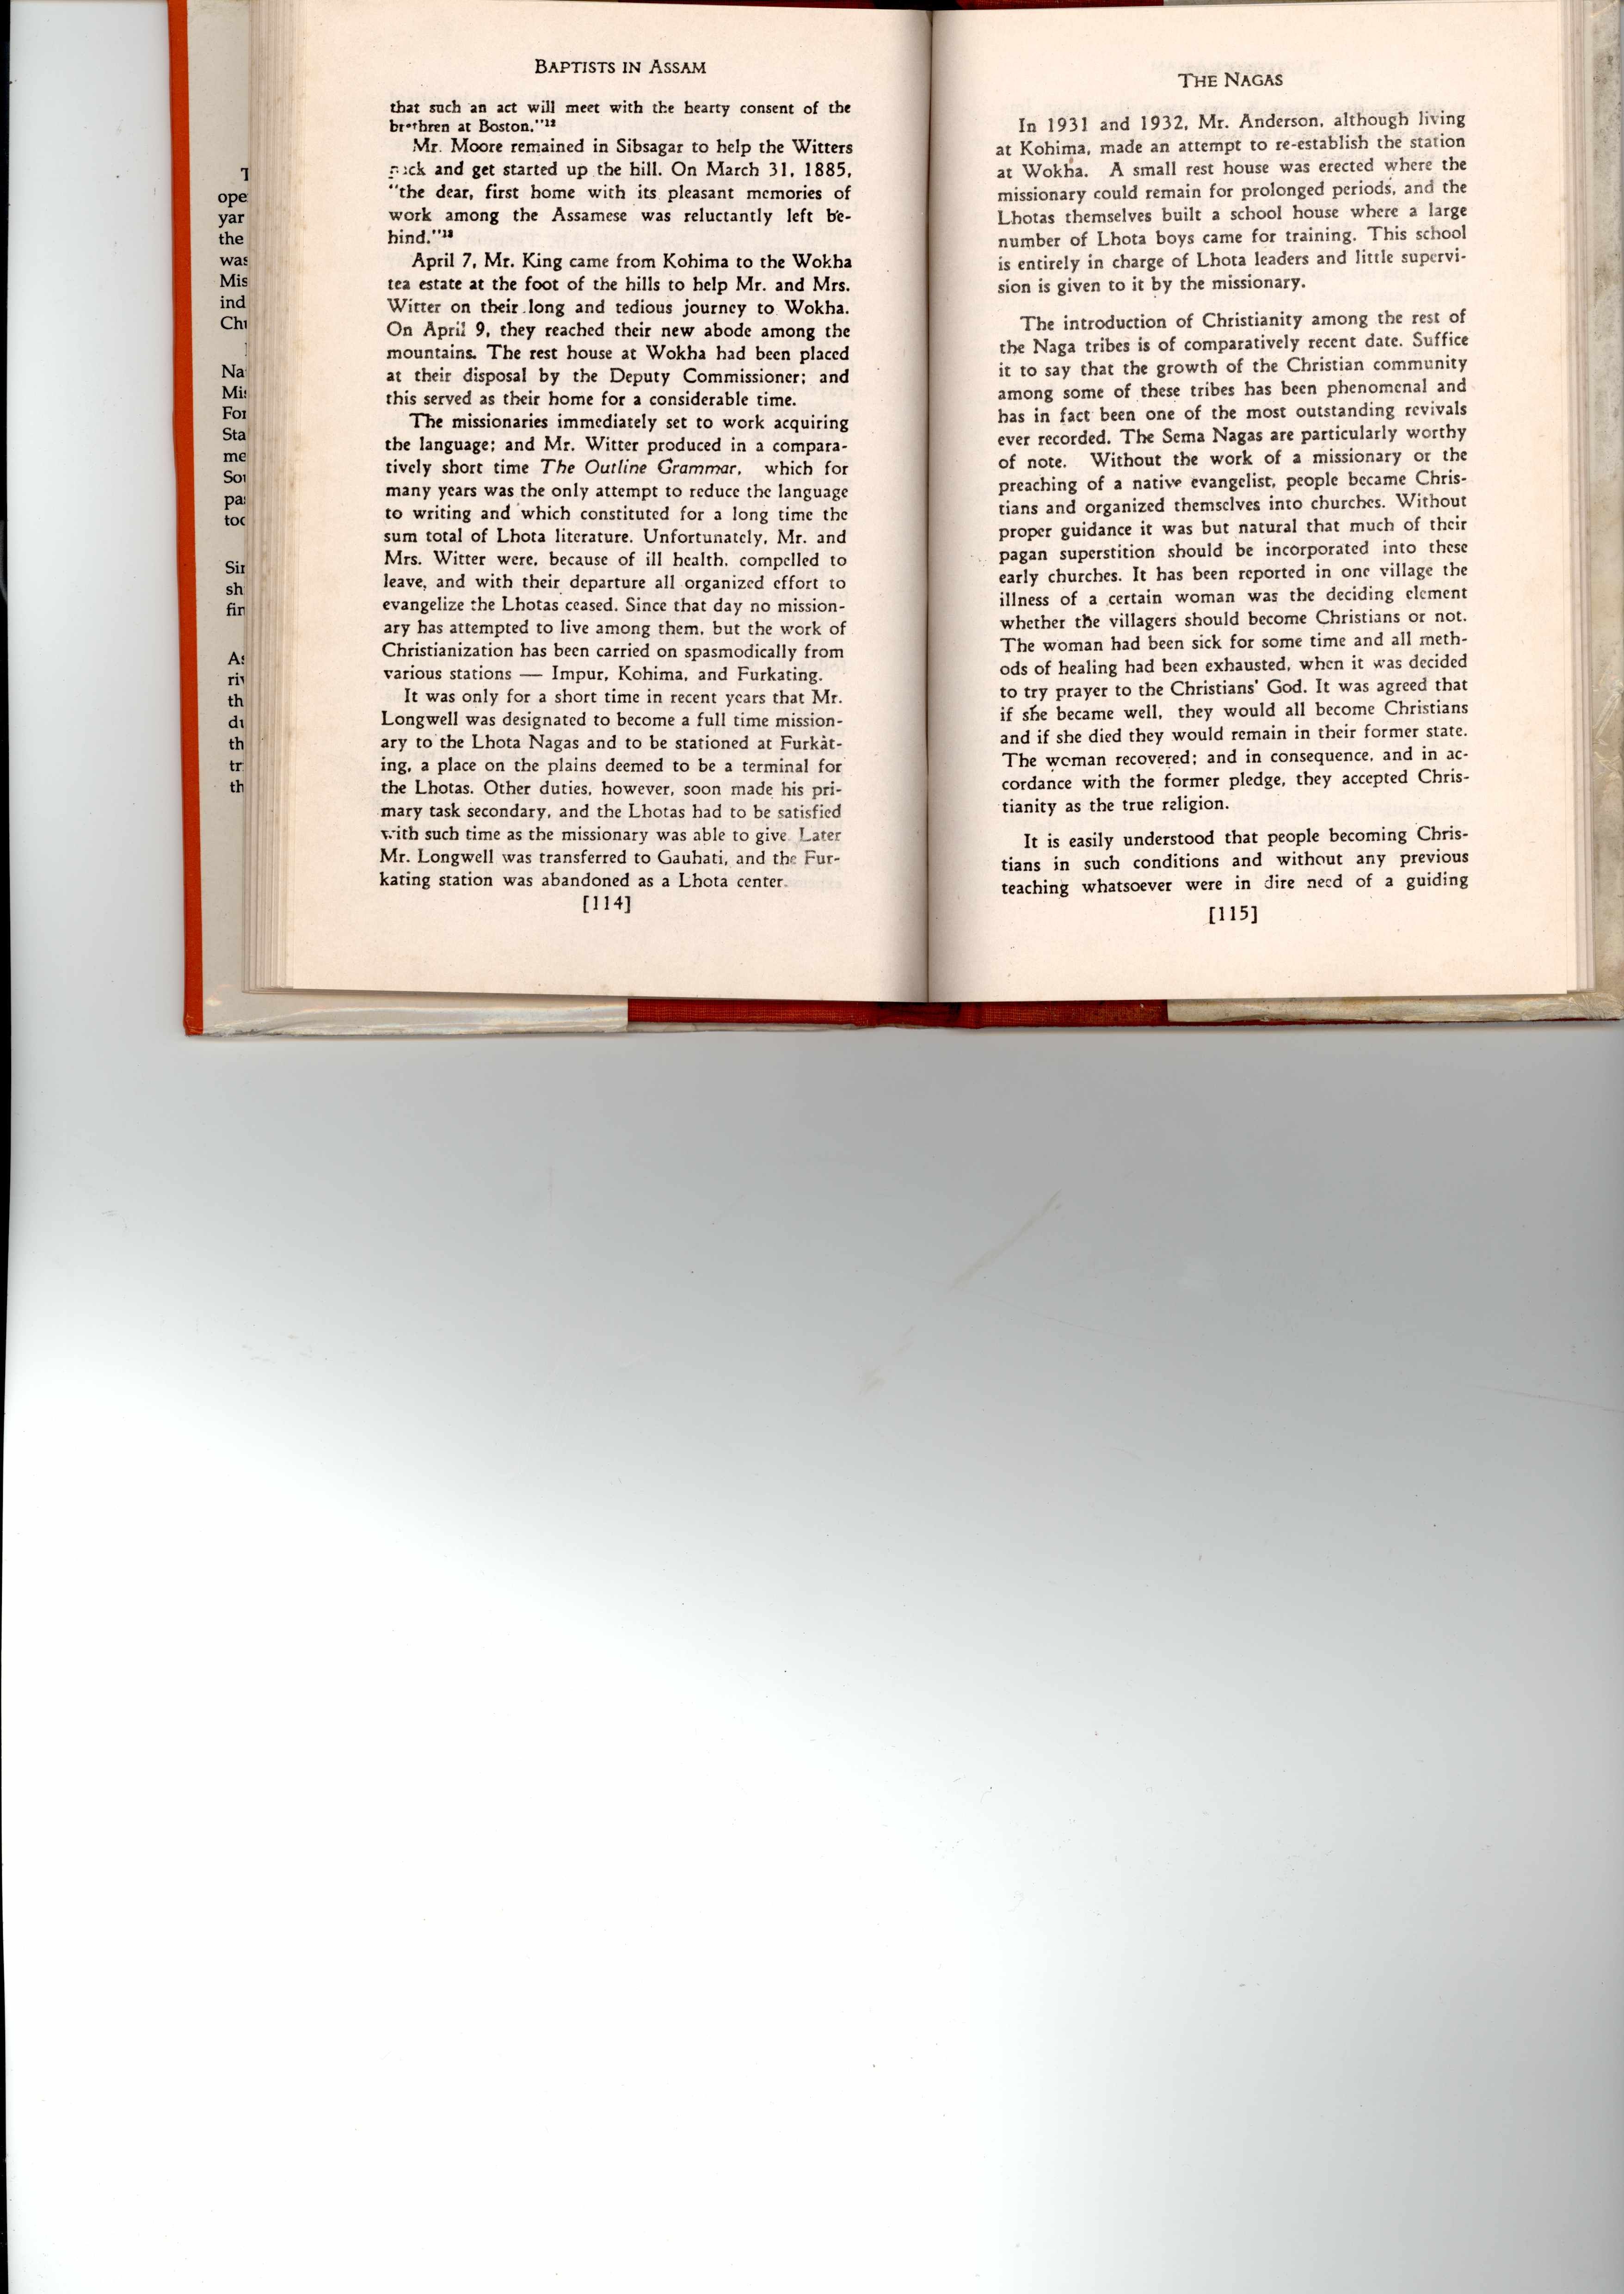 BAPTISTS IN ASSAM
that such an act will meet with the hearty consent of the
brethren at Boston."¹²
Mr. Moore remained in Sibsagar to help the Witters
pack and get started up the hill. On March 31, 1885,
"the dear, first home with its pleasant memories of
work among the Assamese was reluctantly left be-
hind."¹³
April 7, Mr. King came from Kohima to the Wokha
tea estate at the foot of the hills to help Mr. and Mrs.
Witter on their long and tedious journey to Wokha.
On April 9, they reached their new abode among the
mountains. The rest house at Wokha had been placed
at their disposal by the Deputy Commissioner; and
this served as their home for a considerable time.
The missionaries immediately set to work acquiring
the language; and Mr. Witter produced in a compara-
tively short time The Outline Grammar, which for
many years was the only attempt to reduce the language
to writing and which constituted for a long time the
sum total of Lhota literature. Unfortunately, Mr. and
Mrs. Witter were, because of ill health, compelled to
leave, and with their departure all organized effort to
evangelize the Lhotas ceased. Since that day no mission-
ary has attempted to live among them, but the work of
Christianization has been carried on spasmodically from
various stations — Impur, Kohima, and Furkating.
It was only for a short time in recent years that Mr.
Longwell was designated to become a full time mission-
ary to the Lhota Nagas and to be stationed at Furkat-
ing, a place on the plains deemed to be a terminal for
the Lhotas. Other duties, however, soon made his pri-
mary task secondary, and the Lhotas had to be satisfied
with such time as the missionary was able to give. Later
Mr. Longwell was transferred to Gauhati, and the Fur-
kating station was abandoned as a Lhota center.
[114]
THE NAGAS
In 1931 and 1932, Mr. Anderson, although living
at Kohima, made an attempt to re-establish the station
at Wokha. A small rest house was erected where the
missionary could remain for prolonged periods, and the
Lhotas themselves built a school house where a large
number of Lhota boys came for training. This school
is entirely in charge of Lhota leaders and little supervi-
sion is given to it by the missionary.
The introduction of Christianity among the rest of
the Naga tribes is of comparatively recent date. Suffice
it to say that the growth of the Christian community
among some of these tribes has been phenomenal and
has in fact been one of the most outstanding revivals
ever recorded. The Sema Nagas are particularly worthy
of note. Without the work of a missionary or the
preaching of a native evangelist, people became Chris-
tians and organized themselves into churches. Without
proper guidance it was but natural that much of their
pagan superstition should be incorporated into these
early churches. It has been reported in one village the
illness of a certain woman was the deciding element
whether the villagers should become Christians or not.
The woman had been sick for some time and all meth-
ods of healing had been exhausted, when it was decided
to try prayer to the Christians' God. It was agreed that
if she became well, they would all become Christians
and if she died they would remain in their former state.
The woman recovered; and in consequence, and in ac-
cordance with the former pledge, they accepted Chris-
tianity as the true religion.
It is easily understood that people becoming Chris-
tians in such conditions and without any previous
teaching whatsoever were in dire need of a guiding
[115]